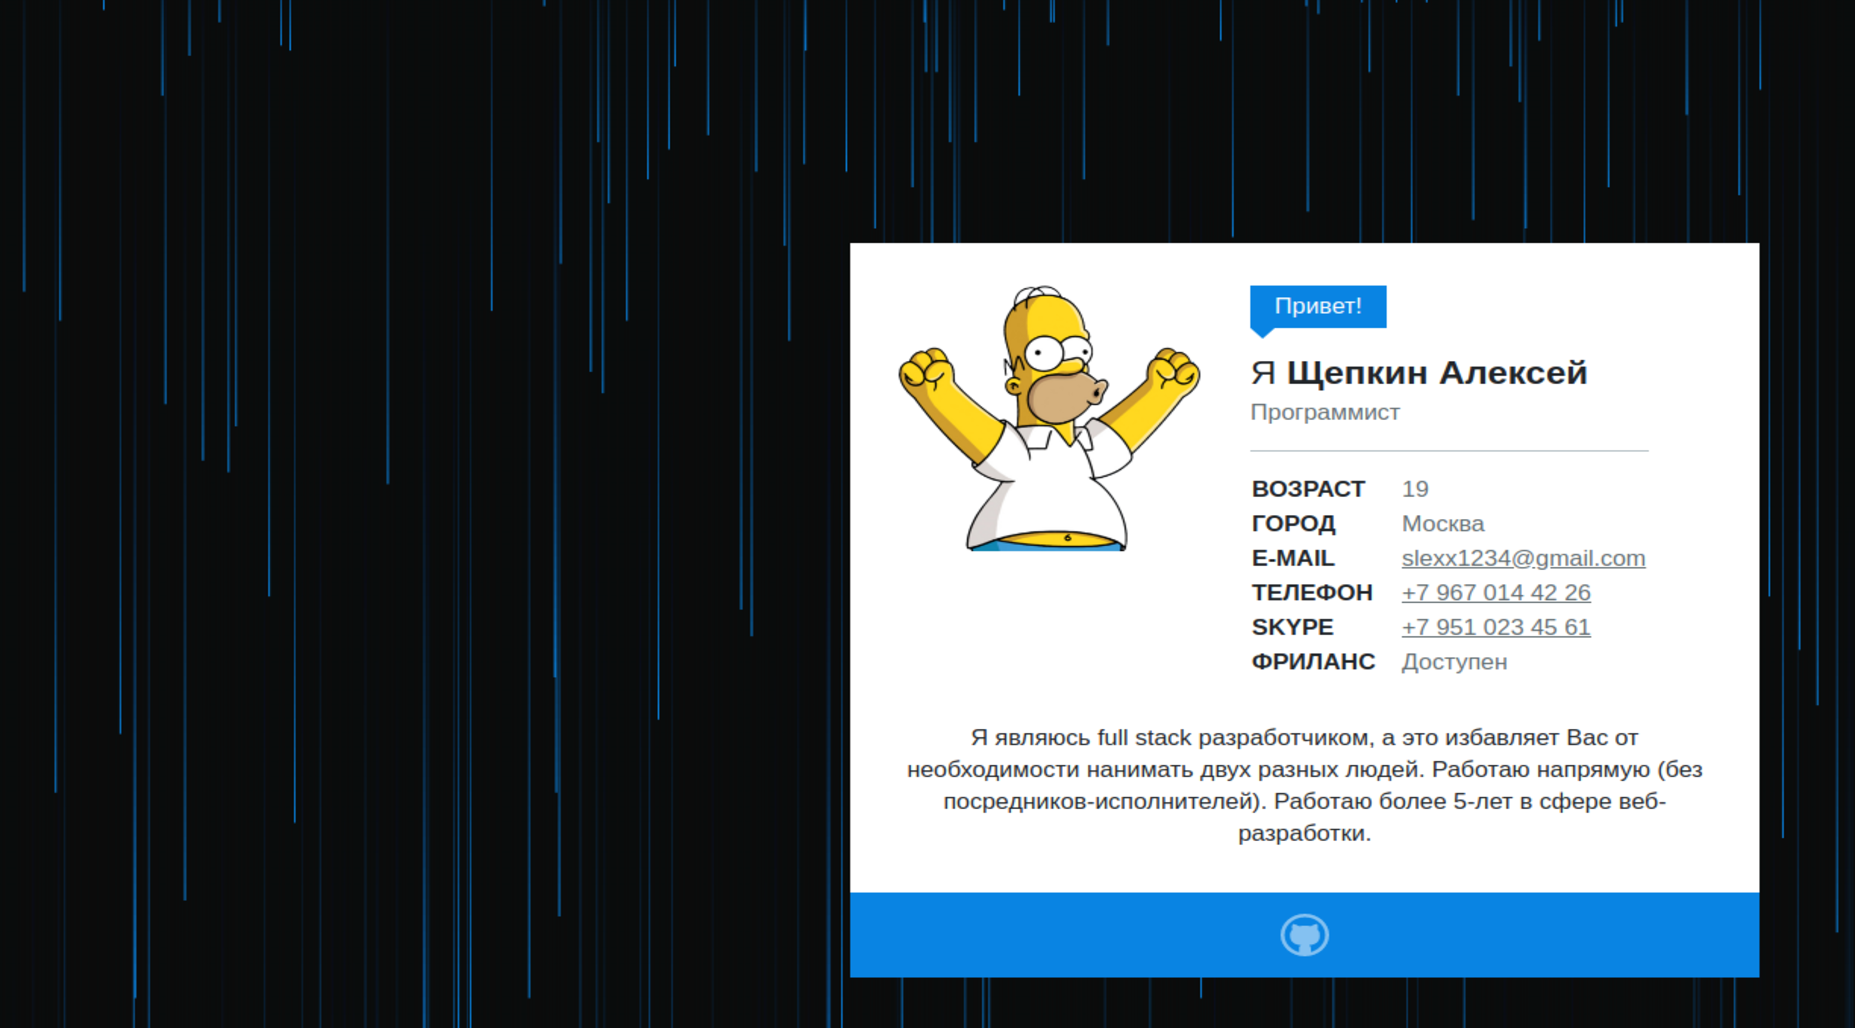 Привет!
Я Щепкин Алексей
Программист
ВОЗРАСТ 19
ГОРОД Москва
E-MAIL slexx1234@gmail.com
ТЕЛЕФОН +7 967 014 42 26
SKYPE +7 951 023 45 61
ФРИЛАНС Доступен
Я являюсь full stack разработчиком, а это избавляет Вас от
необходимости нанимать двух разных людей. Работаю напрямую (без
посредников-исполнителей). Работаю более 5-лет в сфере веб-
разработки.